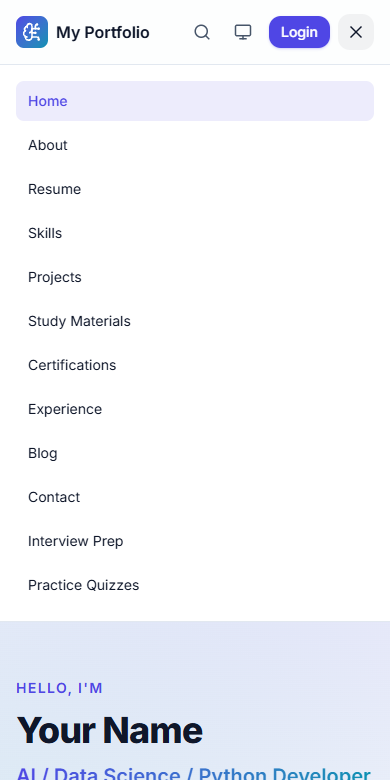 My Portfolio
Login
Home
About
Resume
Skills
Projects
Study Materials
Certifications
Experience
Blog
Contact
Interview Prep
Practice Quizzes
HELLO, I'M
Your Name
AI / Data Science / Python Developer